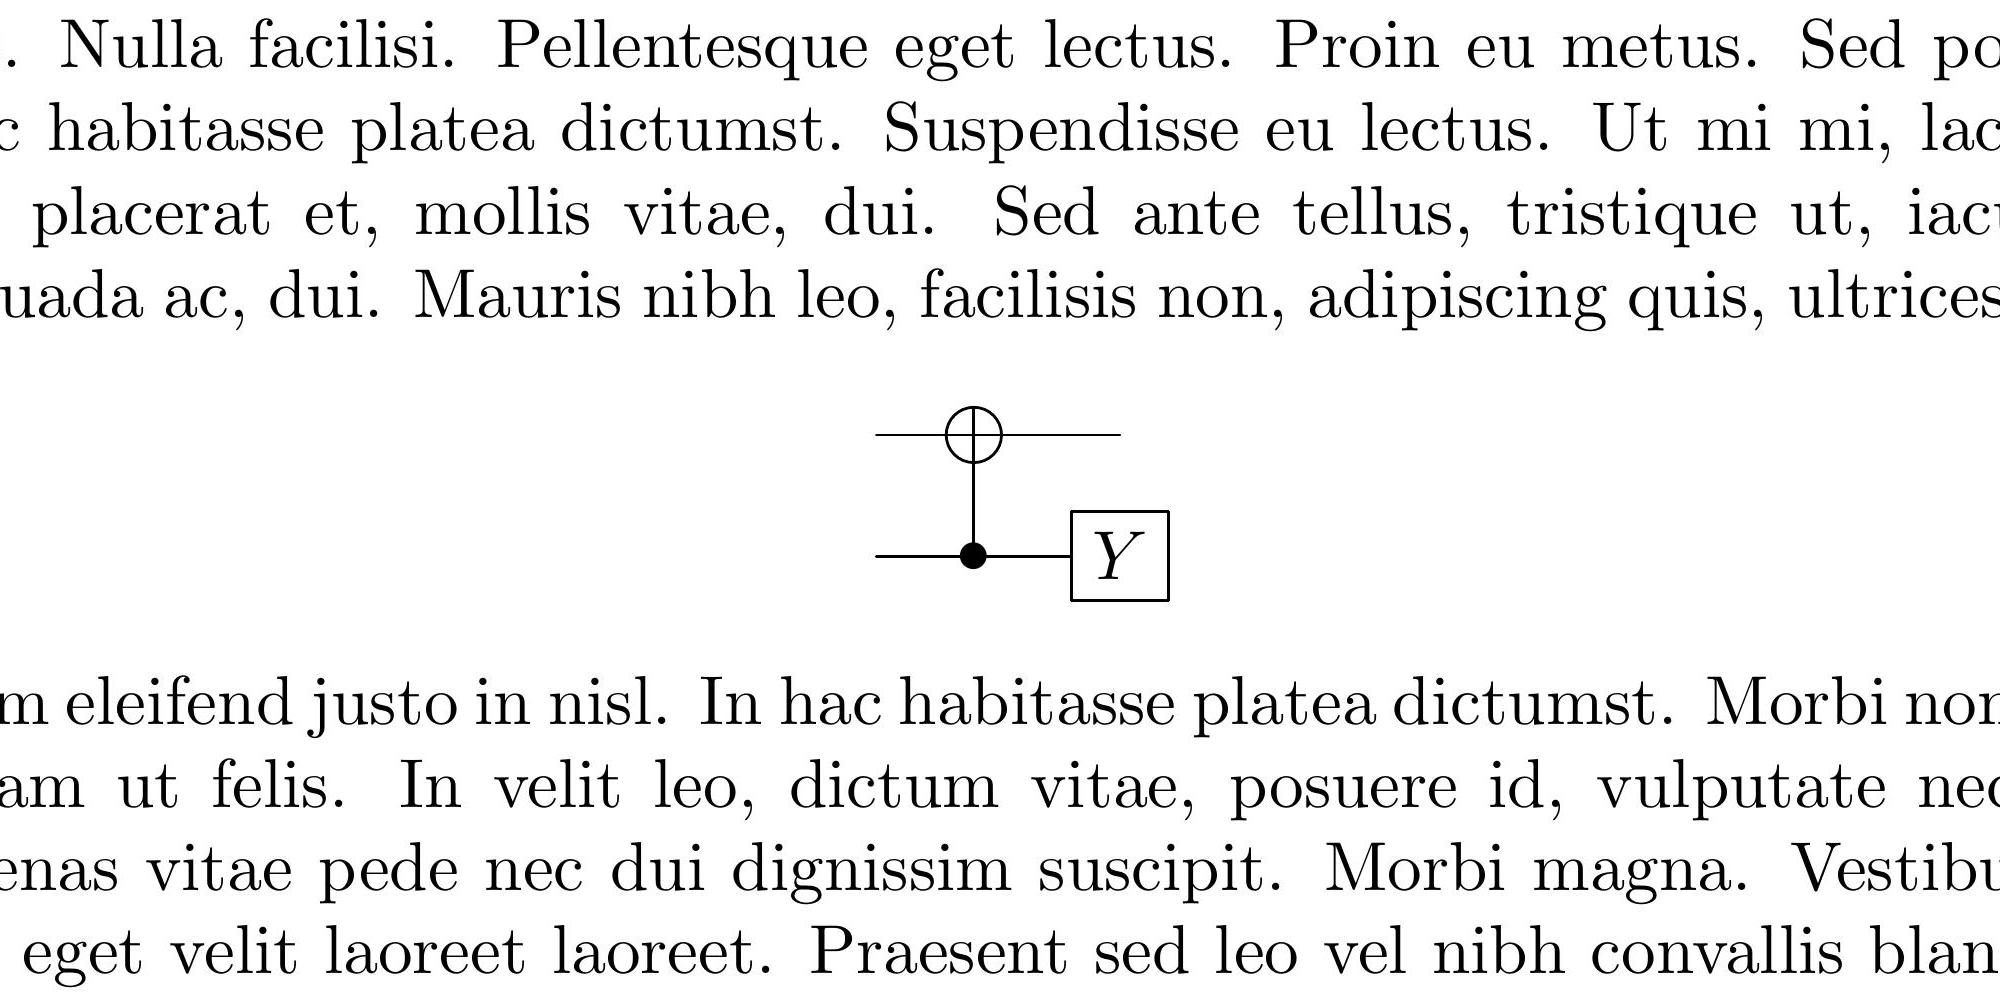 . Nulla facilisi. Pellentesque eget lectus. Proin eu metus. Sed po
c habitasse platea dictumst. Suspendisse eu lectus. Ut mi mi, lac
placerat et, mollis vitae, dui. Sed ante tellus, tristique ut, iacu
uada ac, dui. Mauris nibh leo, facilisis non, adipiscing quis, ultrices
Y
m eleifend justo in nisl. In hac habitasse platea dictumst. Morbi non
am ut felis. In velit leo, dictum vitae, posuere id, vulputate nec
enas vitae pede nec dui dignissim suscipit. Morbi magna. Vestibu
eget velit laoreet laoreet. Praesent sed leo vel nibh convallis blan